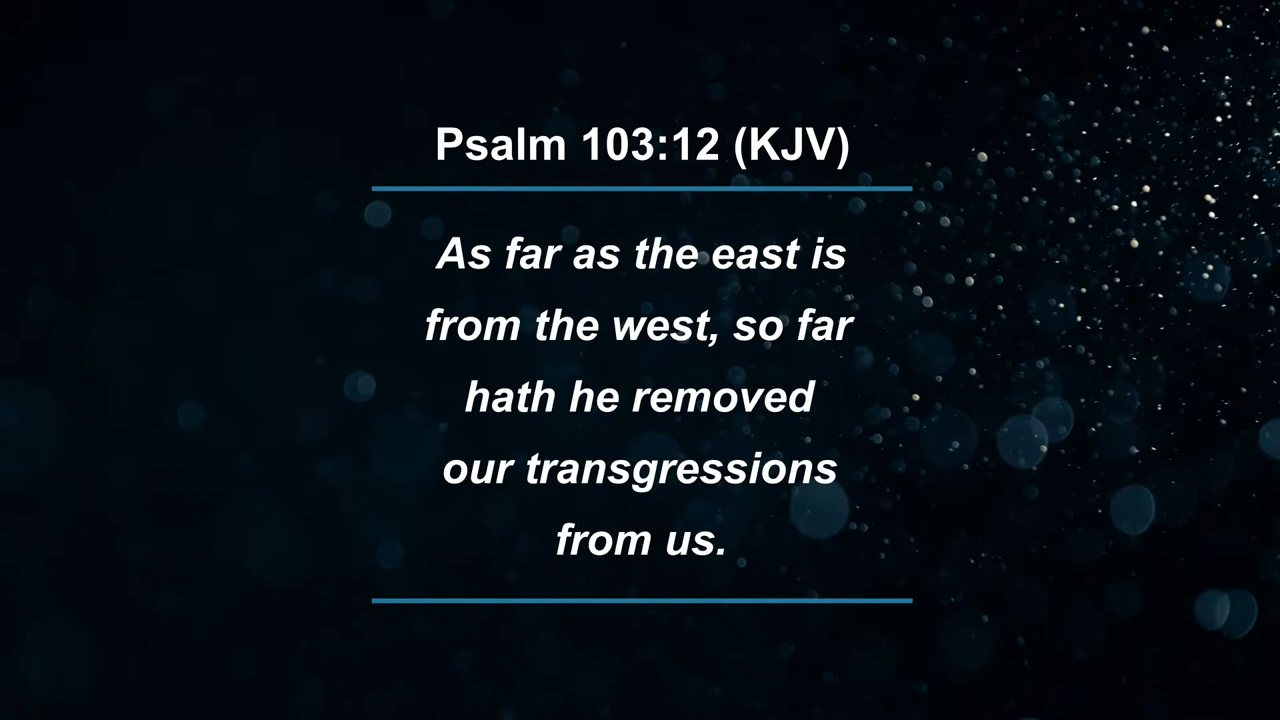 Psalm 103:12 (KJV)
As far as the east is
from the west, so far
hath he removed
our transgressions
from us.